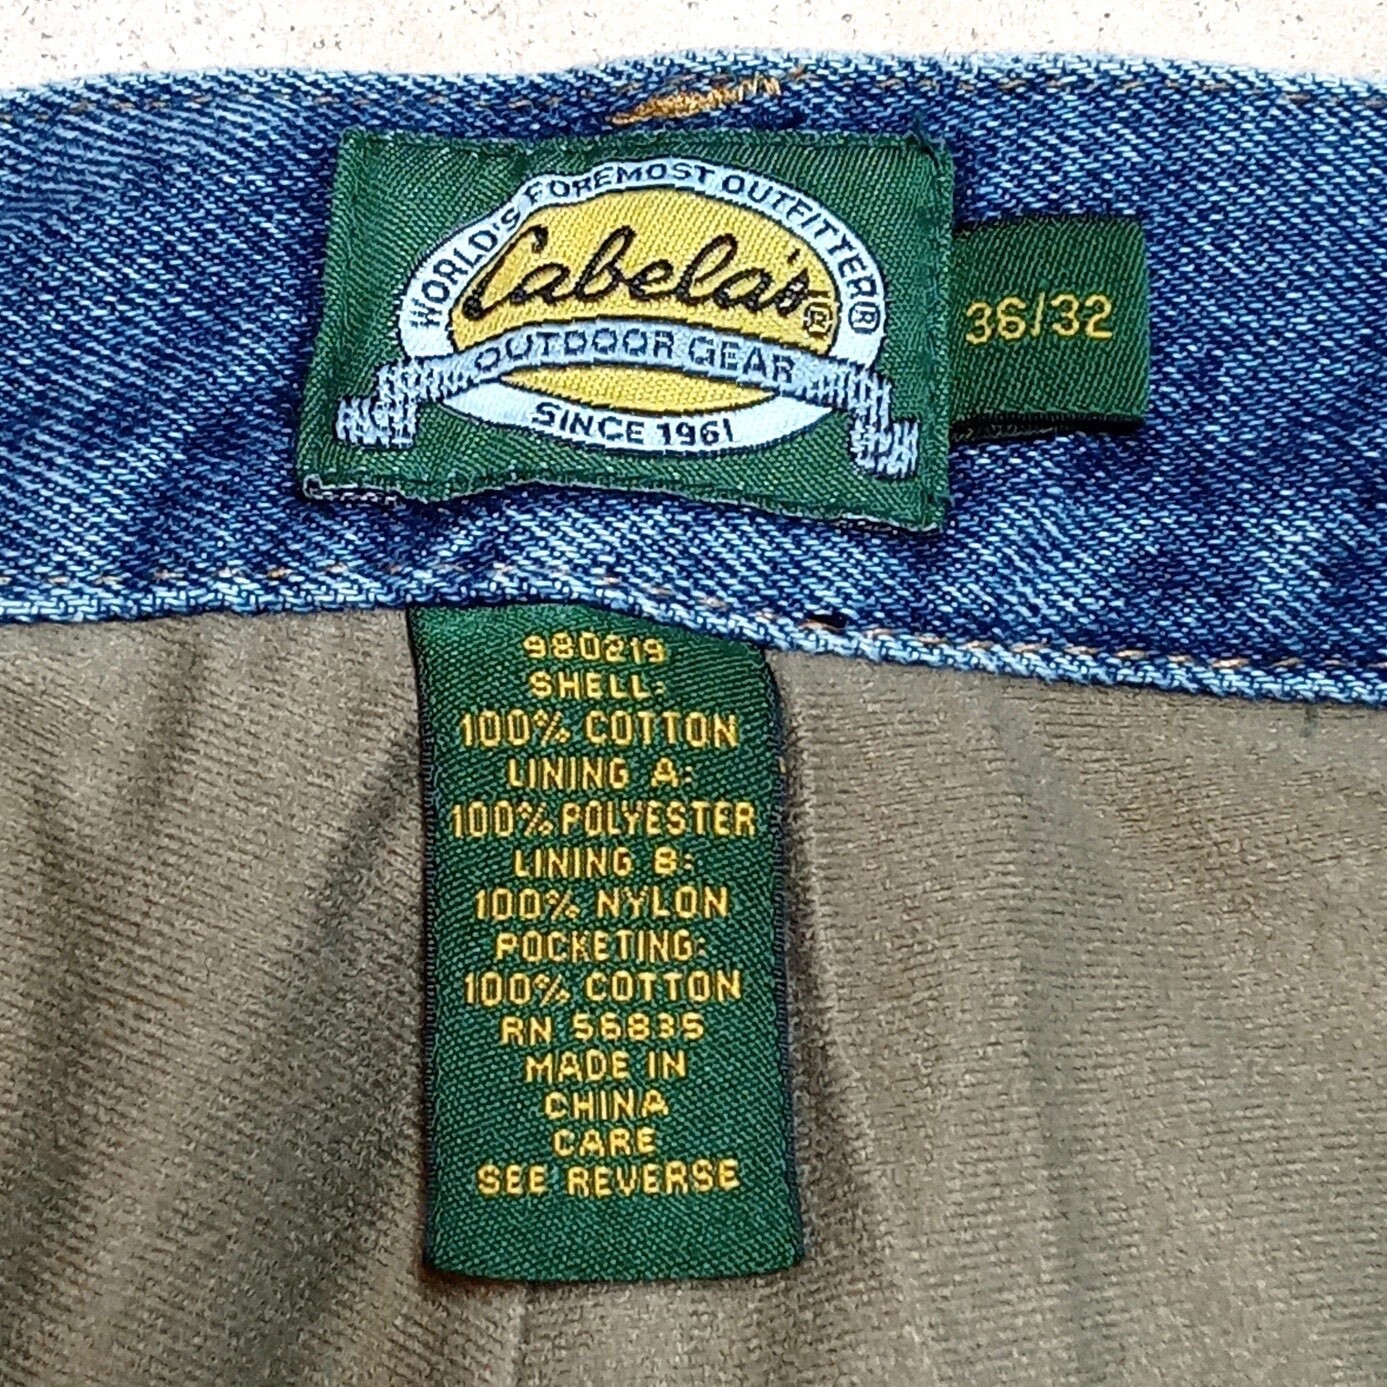 WORLD'S FOREMOST OUTFITTER®
Cabela's®
OUTDOOR GEAR
SINCE 1961
36/32
980219
SHELL:
100% COTTON
LINING A:
100% POLYESTER
LINING B:
100% NYLON
POCKETING:
100% COTTON
RN 56835
MADE IN
CHINA
CARE
SEE REVERSE